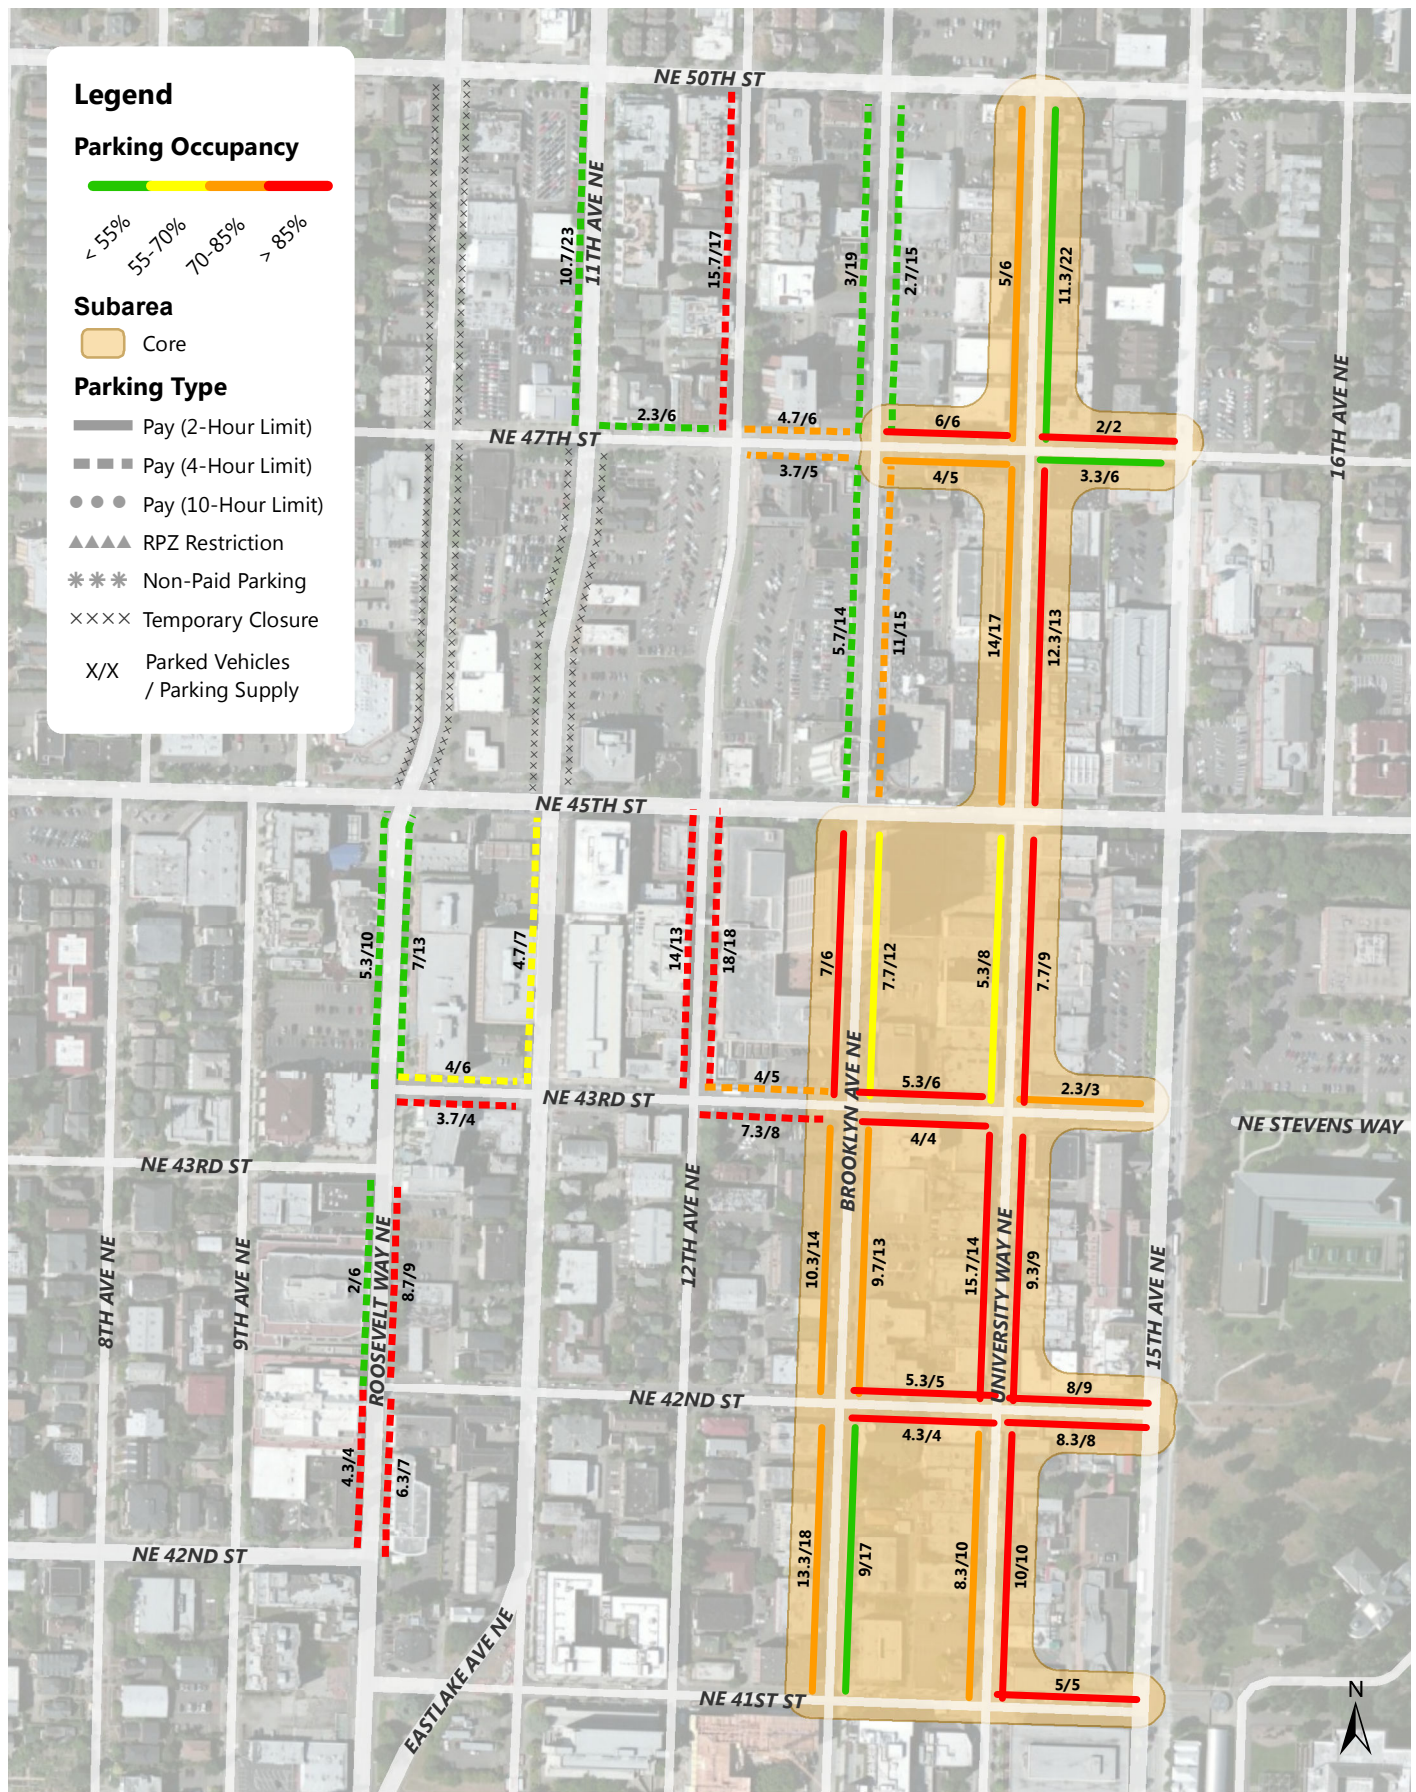 Legend
Parking Occupancy
< 55%
55-70%
70-85%
> 85%
Subarea
Core
Parking Type
Pay (2-Hour Limit)
Pay (4-Hour Limit)
Pay (10-Hour Limit)
RPZ Restriction
Non-Paid Parking
Temporary Closure
X/X
Parked Vehicles
/ Parking Supply
NE 50TH ST
11TH AVE NE
10.7/23
15.7/17
3/19
2.7/15
5/6
11.3/22
16TH AVE NE
2.3/6
4.7/6
6/6
2/2
NE 47TH ST
3.7/5
4/5
3.3/6
5.7/14
11/15
14/17
12.3/13
NE 45TH ST
5.3/10
7/13
4.7/7
14/13
18/18
7/6
7.7/12
5.3/8
7.7/9
4/6
4/5
5.3/6
2.3/3
NE 43RD ST
3.7/4
7.3/8
4/4
BROOKLYN AVE NE
NE STEVENS WAY
NE 43RD ST
8TH AVE NE
9TH AVE NE
2/6
ROOSEVELT WAY NE
8.7/9
12TH AVE NE
10.3/14
9.7/13
15.7/14
UNIVERSITY WAY NE
9.3/9
15TH AVE NE
5.3/5
8/9
NE 42ND ST
4.3/4
8.3/8
4.3/4
6.3/7
13.3/18
9/17
8.3/10
10/10
NE 42ND ST
EASTLAKE AVE NE
NE 41ST ST
5/5
N